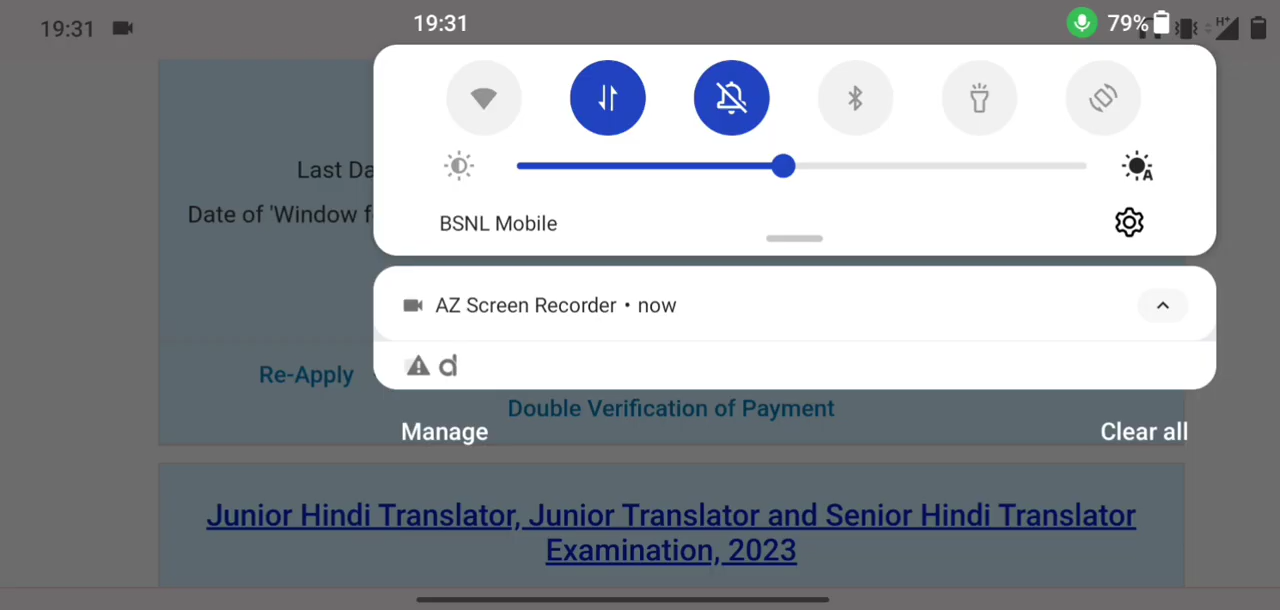 19:31
19:31
79%
H+
Last Da
Date of 'Window f
A
BSNL Mobile
AZ Screen Recorder • now
Re-Apply
Double Verification of Payment
Manage
Clear all
Junior Hindi Translator, Junior Translator and Senior Hindi Translator
Examination, 2023